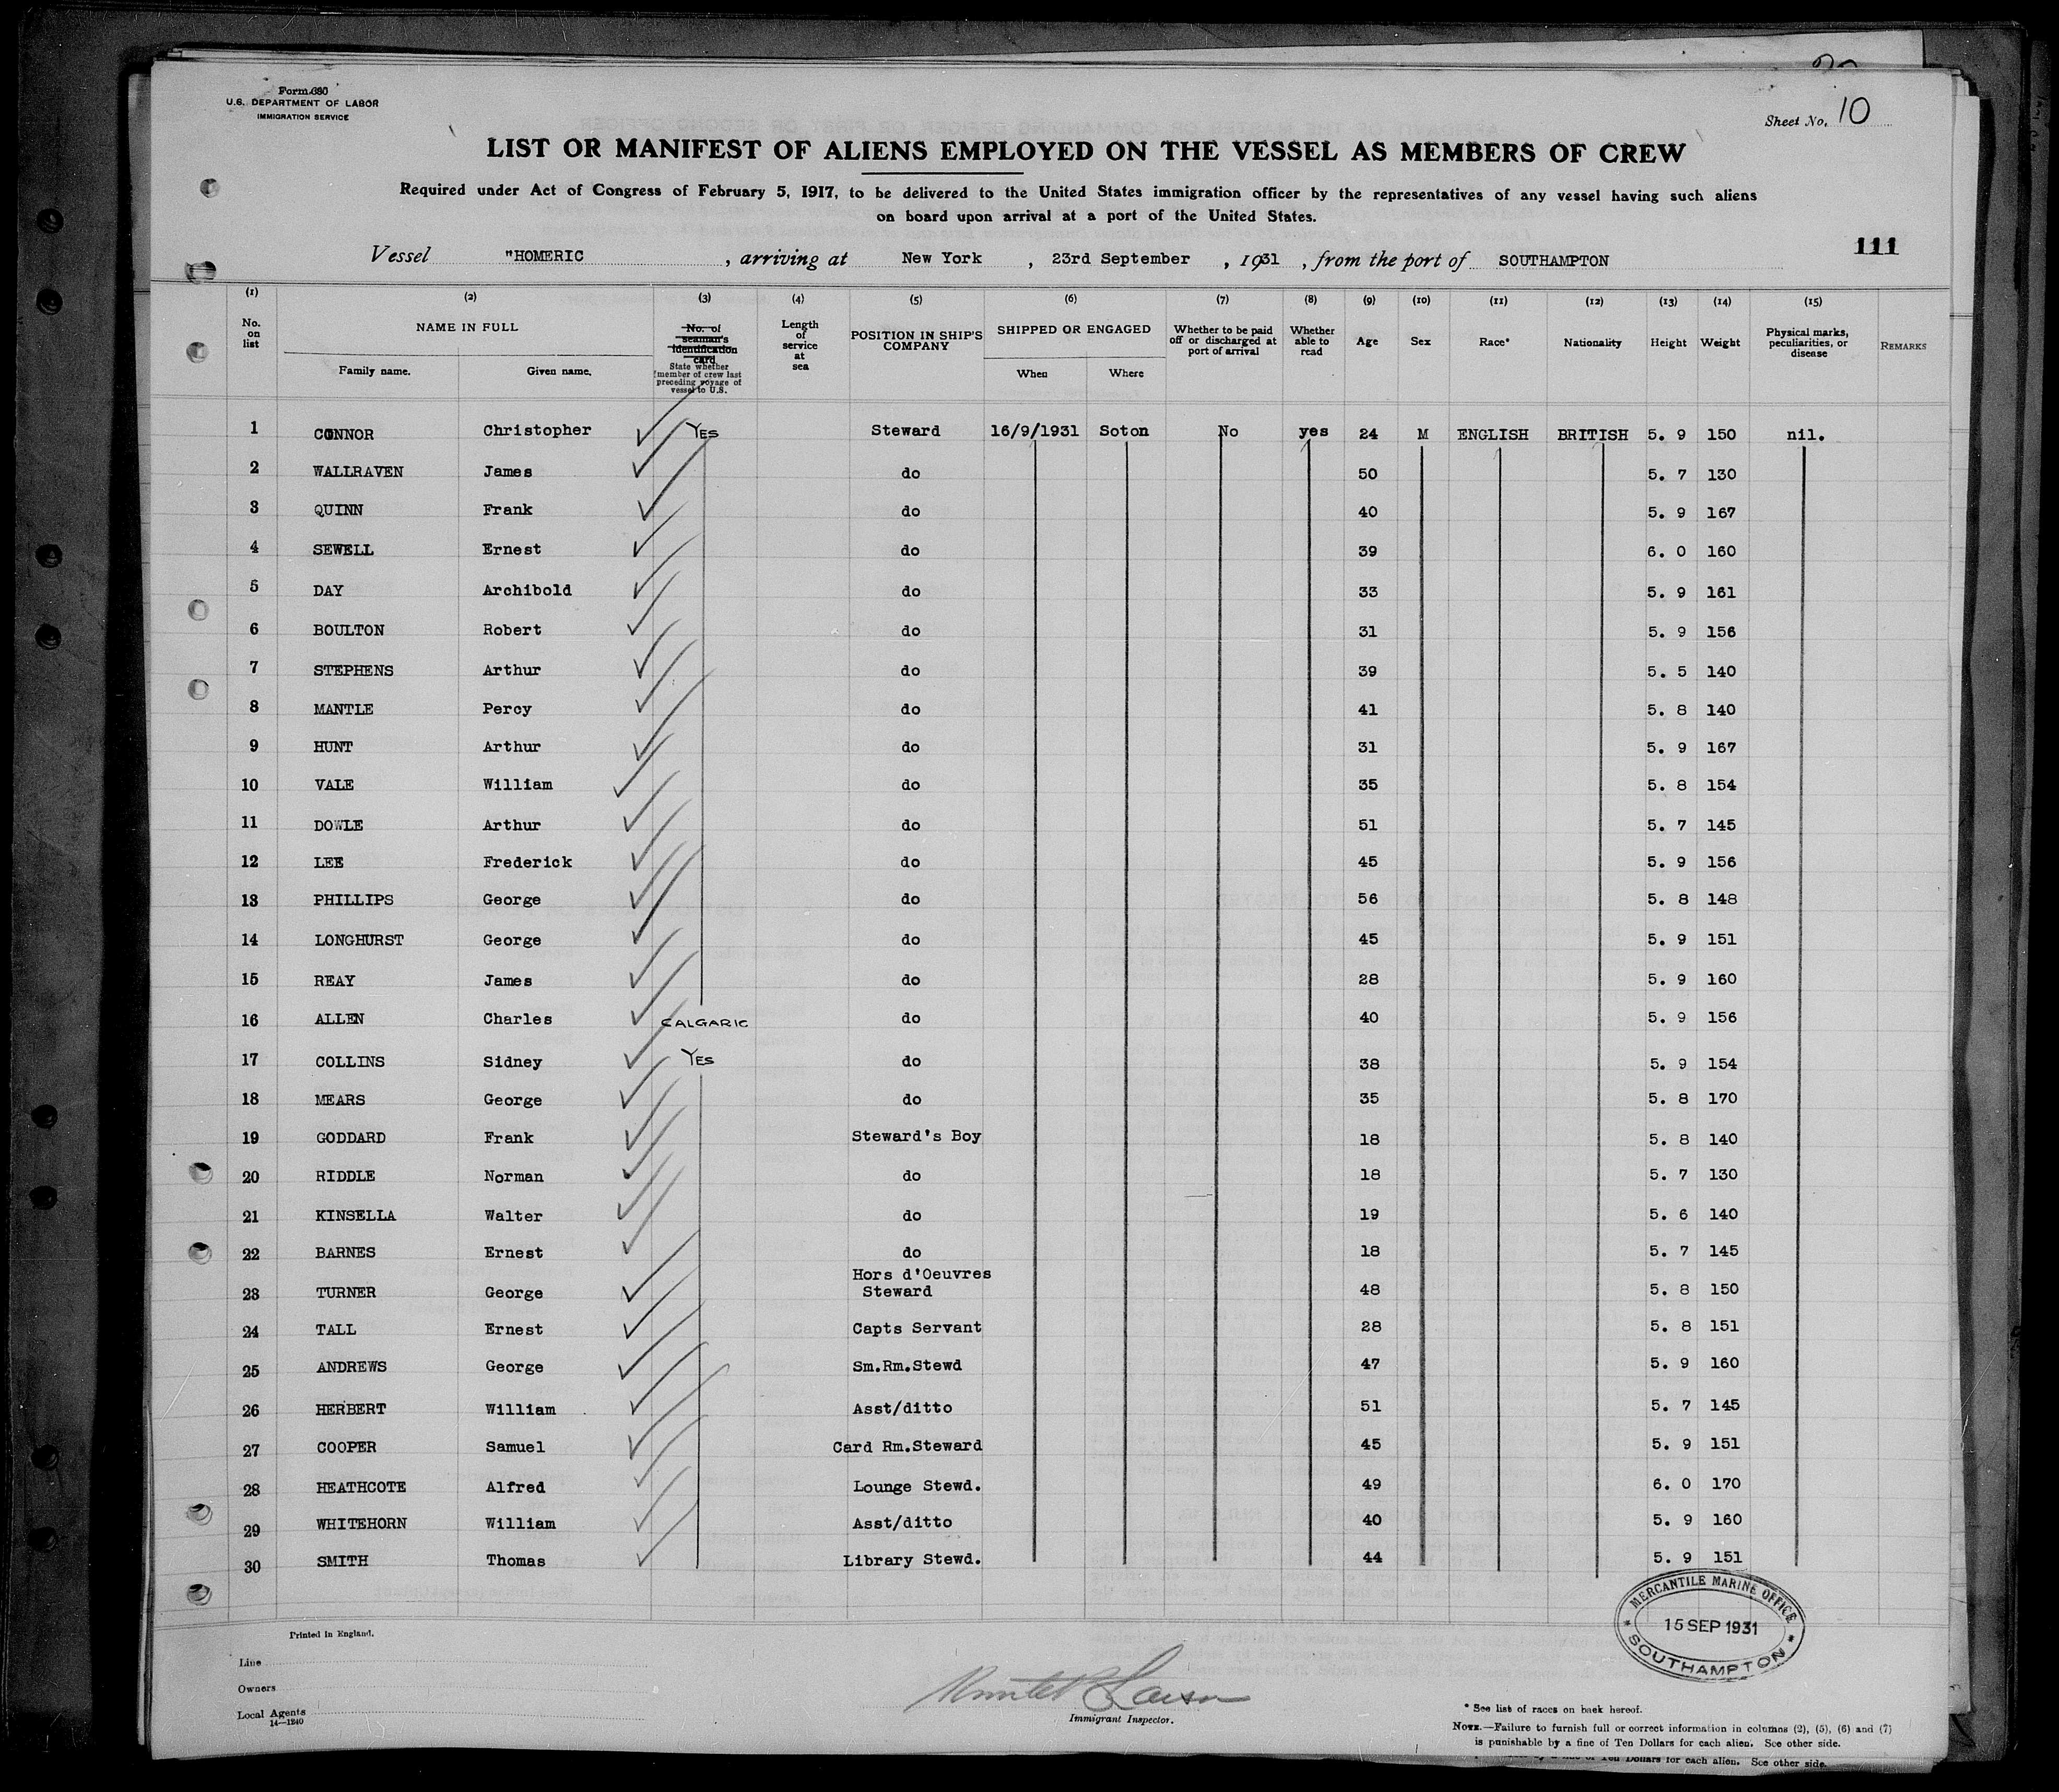 Form 680
U.S. DEPARTMENT OF LABOR
IMMIGRATION SERVICE
Sheet No. 10
LIST OR MANIFEST OF ALIENS EMPLOYED ON THE VESSEL AS MEMBERS OF CREW
Required under Act of Congress of February 5, 1917, to be delivered to the United States immigration officer by the representatives of any vessel having such aliens
on board upon arrival at a port of the United States.
111
Vessel "HOMERIC , arriving at New York , 23rd September , 1931 , from the port of SOUTHAMPTON
(1) (2) (3) (4) (5) (6) (7) (8) (9) (10) (11) (12) (13) (14) (15)
No. on list NAME IN FULL Family name. Given name. No. of seaman's identification card State whether member of crew last preceding voyage of vessel to U.S. Length of service at sea POSITION IN SHIP'S COMPANY SHIPPED OR ENGAGED When Where Whether to be paid off or discharged at port of arrival Whether able to read Age Sex Race* Nationality Height Weight Physical marks, peculiarities, or disease REMARKS
1 CONNOR Christopher YES Steward 16/9/1931 Soton No yes 24 M ENGLISH BRITISH 5. 9 150 nil.
2 WALLRAVEN James do 50 5. 7 130
3 QUINN Frank do 40 5. 9 167
4 SEWELL Ernest do 39 6. 0 160
5 DAY Archibold do 33 5. 9 161
6 BOULTON Robert do 31 5. 9 156
7 STEPHENS Arthur do 39 5. 5 140
8 MANTLE Percy do 41 5. 8 140
9 HUNT Arthur do 31 5. 9 167
10 VALE William do 35 5. 8 154
11 DOWLE Arthur do 51 5. 7 145
12 LEE Frederick do 45 5. 9 156
13 PHILLIPS George do 56 5. 8 148
14 LONGHURST George do 45 5. 9 151
15 REAY James do 28 5. 9 160
16 ALLEN Charles CALGARIC do 40 5. 9 156
17 COLLINS Sidney YES do 38 5. 9 154
18 MEARS George do 35 5. 8 170
19 GODDARD Frank Steward's Boy 18 5. 8 140
20 RIDDLE Norman do 18 5. 7 130
21 KINSELLA Walter do 19 5. 6 140
22 BARNES Ernest do 18 5. 7 145
23 TURNER George Hors d'Oeuvres Steward 48 5. 8 150
24 TALL Ernest Capts Servant 28 5. 8 151
25 ANDREWS George Sm.Rm.Stewd 47 5. 9 160
26 HERBERT William Asst/ditto 51 5. 7 145
27 COOPER Samuel Card Rm.Steward 45 5. 9 151
28 HEATHCOTE Alfred Lounge Stewd. 49 6. 0 170
29 WHITEHORN William Asst/ditto 40 5. 9 160
30 SMITH Thomas Library Stewd. 44 5. 9 151
MERCANTILE MARINE OFFICE
15 SEP 1931
SOUTHAMPTON
Printed in England.
Line
Owners
Local Agents
14—1240
Immigrant Inspector.
* See list of races on back hereof.
NOTE.—Failure to furnish full or correct information in columns (2), (5), (6) and (7)
is punishable by a fine of Ten Dollars for each alien. See other side.
Ten Dollars for each alien. See other side.